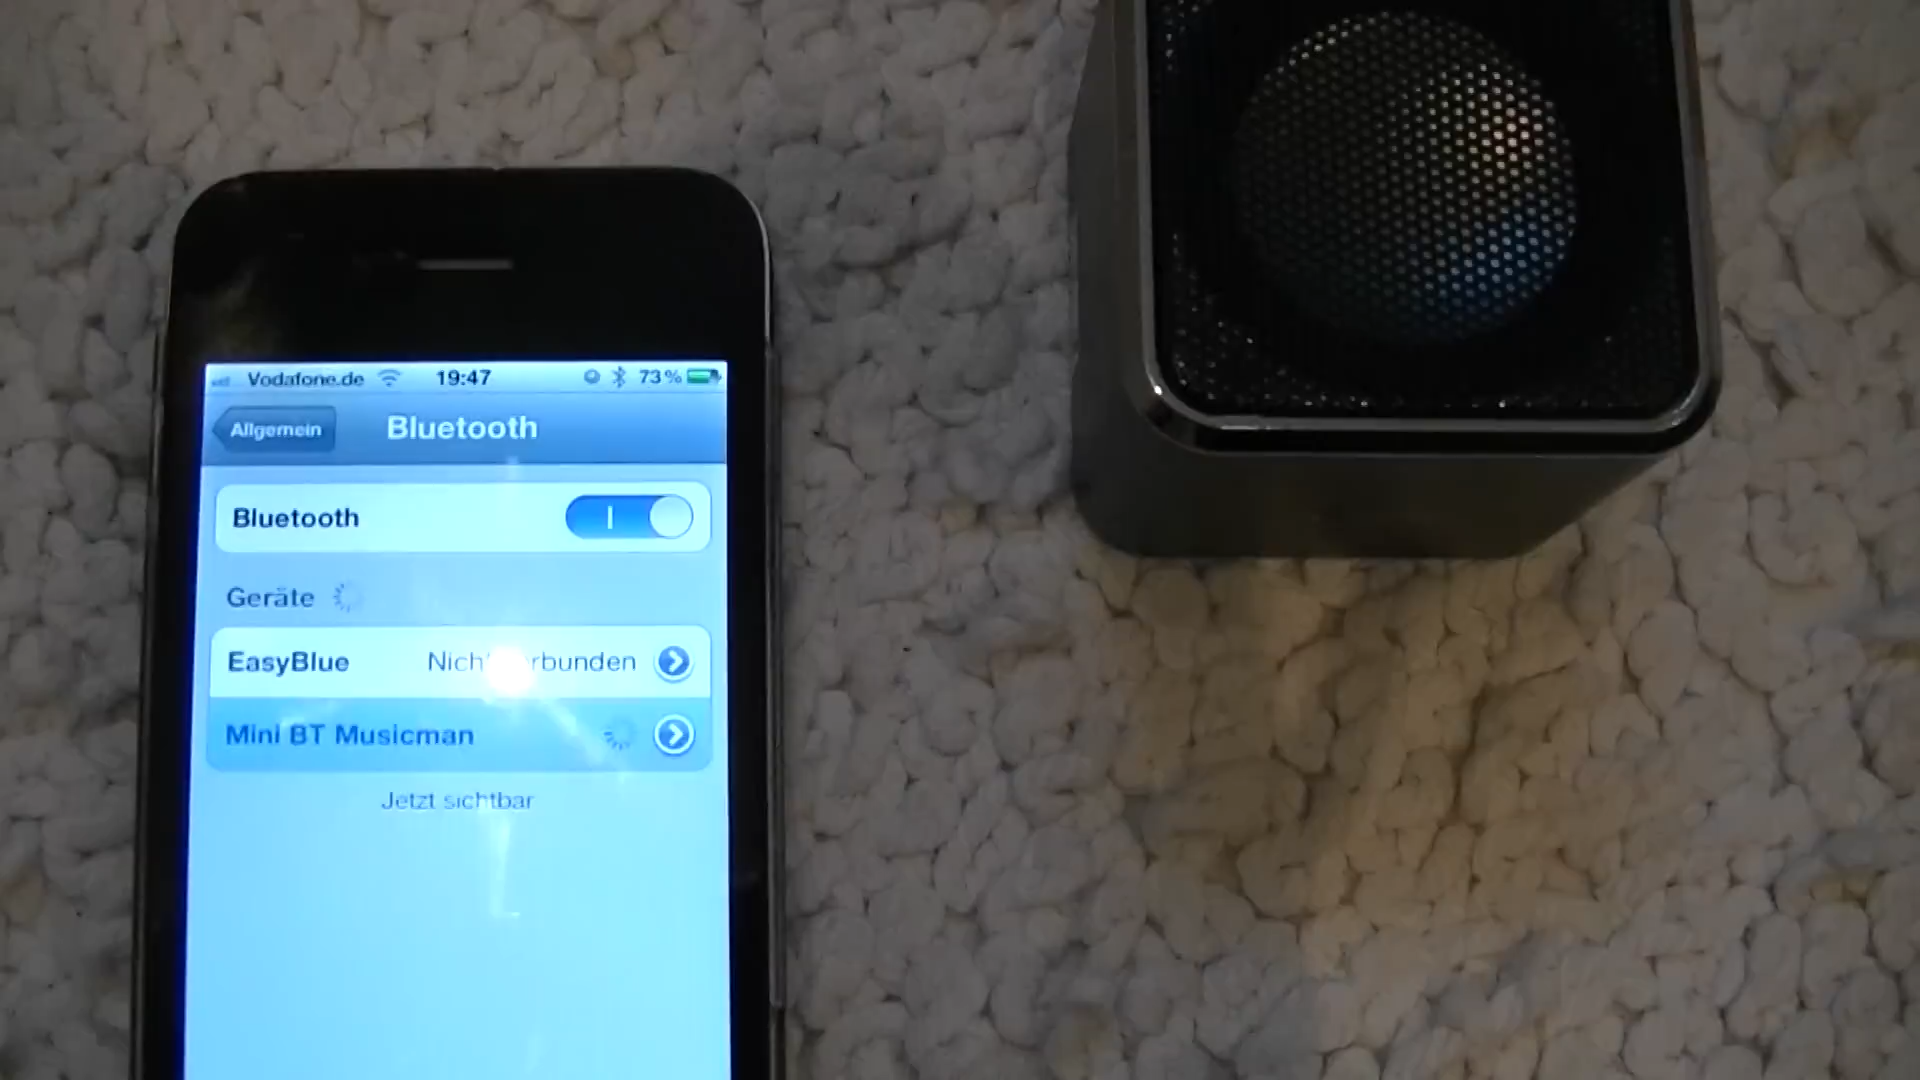 Vodafone.de 19:47 73%
Allgemein Bluetooth
Bluetooth
Geräte
EasyBlue
Mini BT Musicman
Jetzt sichtbar